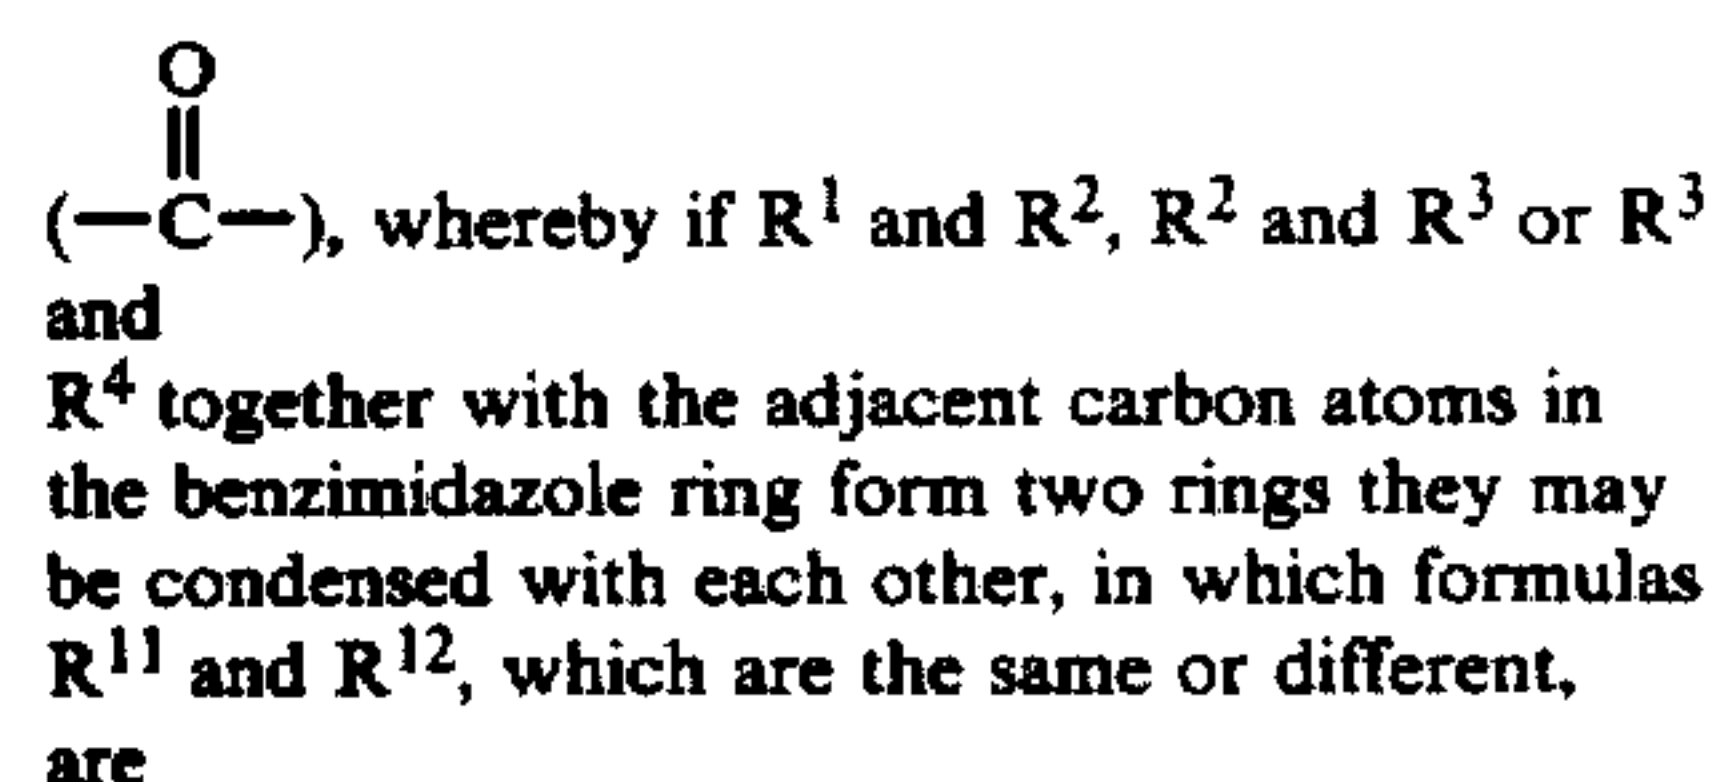 O
||
(—C—), whereby if R¹ and R², R² and R³ or R³
and
R⁴ together with the adjacent carbon atoms in
the benzimidazole ring form two rings they may
be condensed with each other, in which formulas
R¹¹ and R¹², which are the same or different,
are